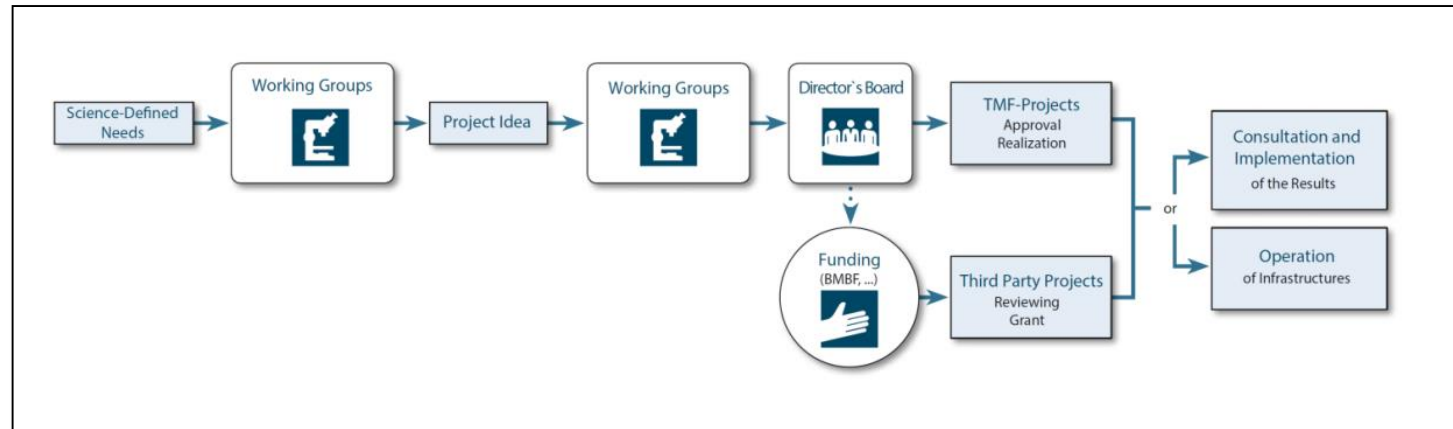 Science-Defined
Needs
Working Groups
Project Idea
Working Groups
Director`s Board
TMF-Projects
Approval
Realization
Funding
(BMBF, ...)
Third Party Projects
Reviewing
Grant
or
Consultation and
Implementation
of the Results
Operation
of Infrastructures